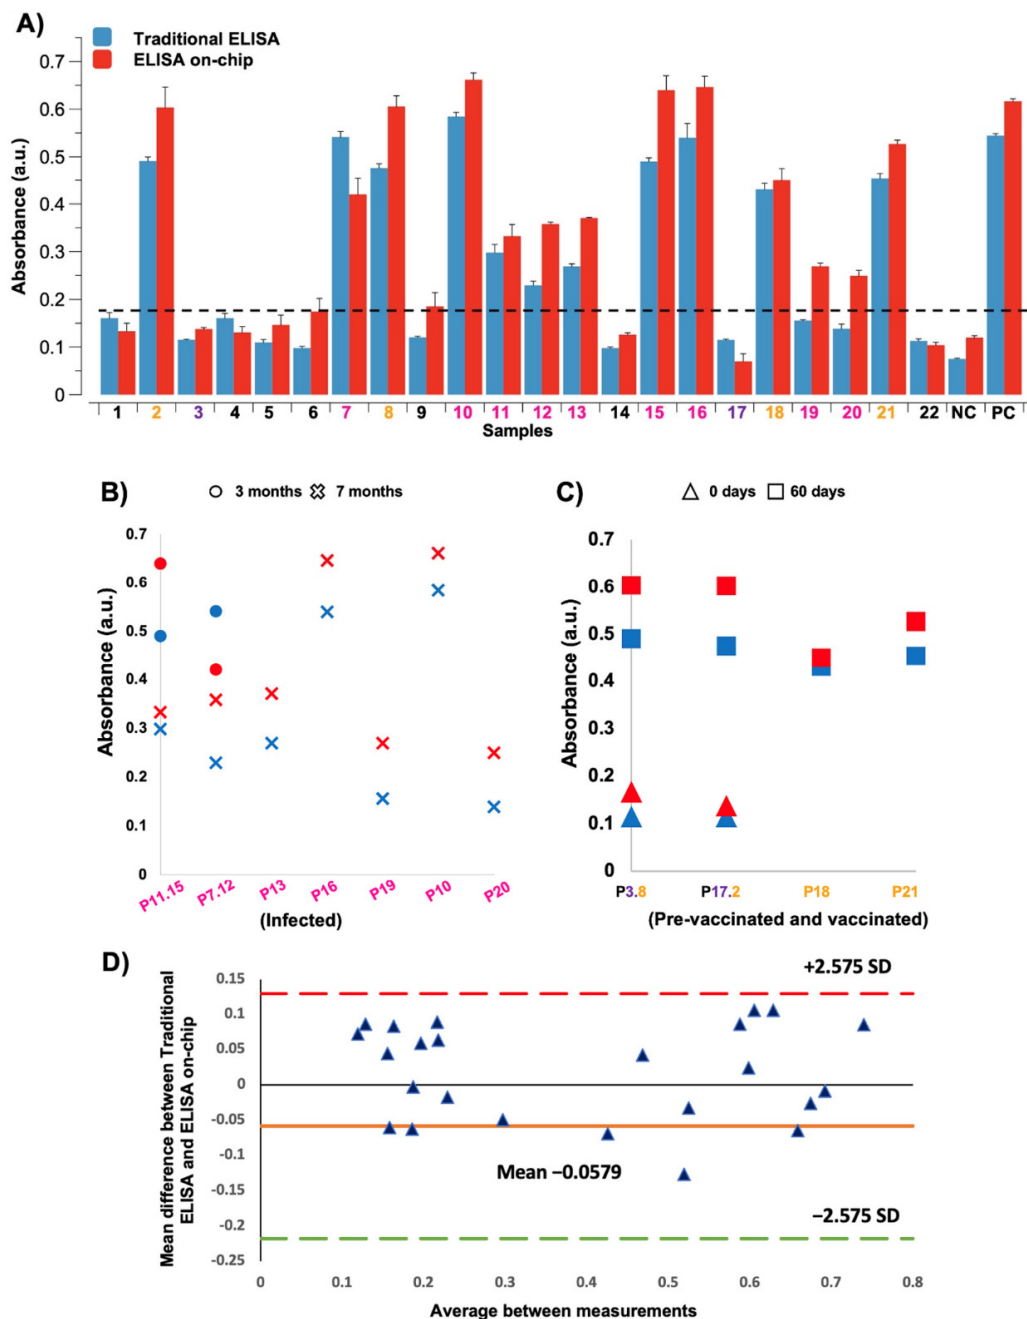 A)
Traditional ELISA
ELISA on-chip
Absorbance (a.u.)
0.7
0.6
0.5
0.4
0.3
0.2
0.1
0
1 2 3 4 5 6 7 8 9 10 11 12 13 14 15 16 17 18 19 20 21 22 NC PC
Samples
B)
3 months 7 months
Absorbance (a.u.)
0.7
0.6
0.5
0.4
0.3
0.2
0.1
0
P11.15 P7.12 P13 P16 P19 P10 P20
(Infected)
C)
0 days 60 days
Absorbance (a.u.)
0.7
0.6
0.5
0.4
0.3
0.2
0.1
0
P3.8 P17.2 P18 P21
(Pre-vaccinated and vaccinated)
D)
Mean difference between Traditional
ELISA and ELISA on-chip
0.15
0.1
0.05
0
-0.05
-0.1
-0.15
-0.2
-0.25
+2.575 SD
Mean −0.0579
−2.575 SD
0 0.1 0.2 0.3 0.4 0.5 0.6 0.7 0.8
Average between measurements